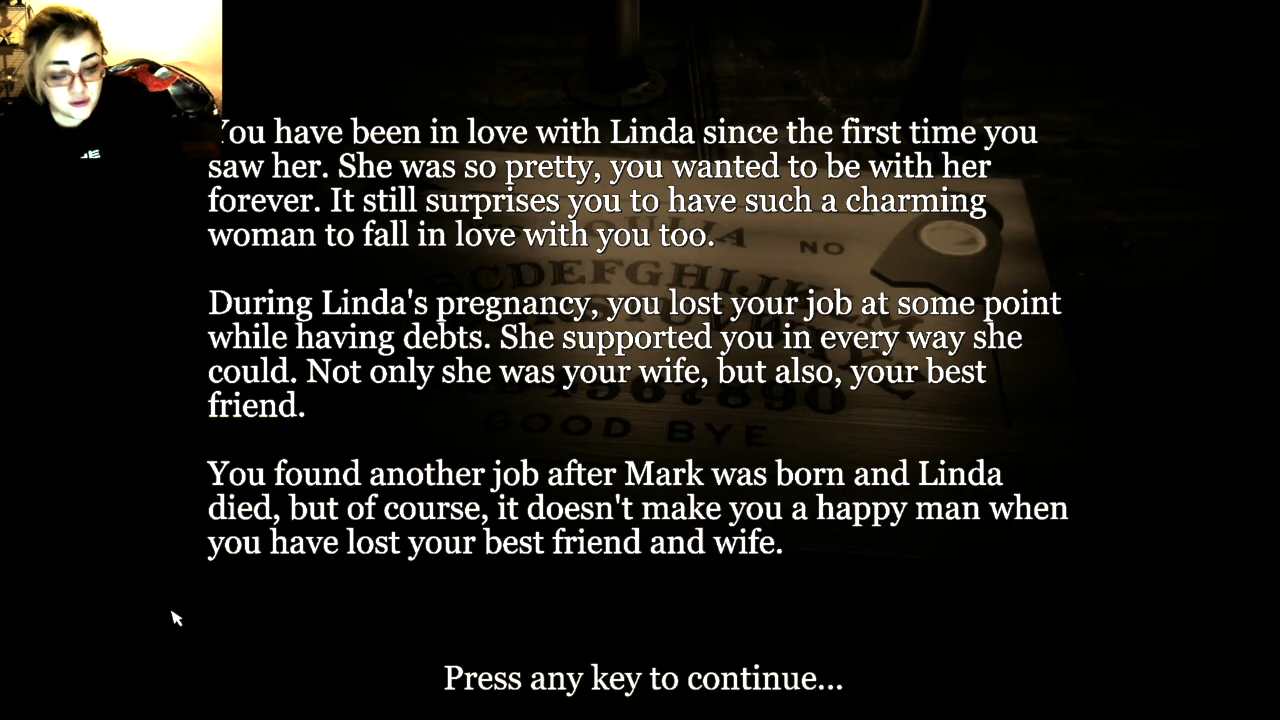 You have been in love with Linda since the first time you
saw her. She was so pretty, you wanted to be with her
forever. It still surprises you to have such a charming
woman to fall in love with you too.
OUIJA
NO
During Linda's pregnancy, you lost your job at some point
while having debts. She supported you in every way she
could. Not only she was your wife, but also, your best
friend.
GOOD BYE
You found another job after Mark was born and Linda
died, but of course, it doesn't make you a happy man when
you have lost your best friend and wife.
Press any key to continue...